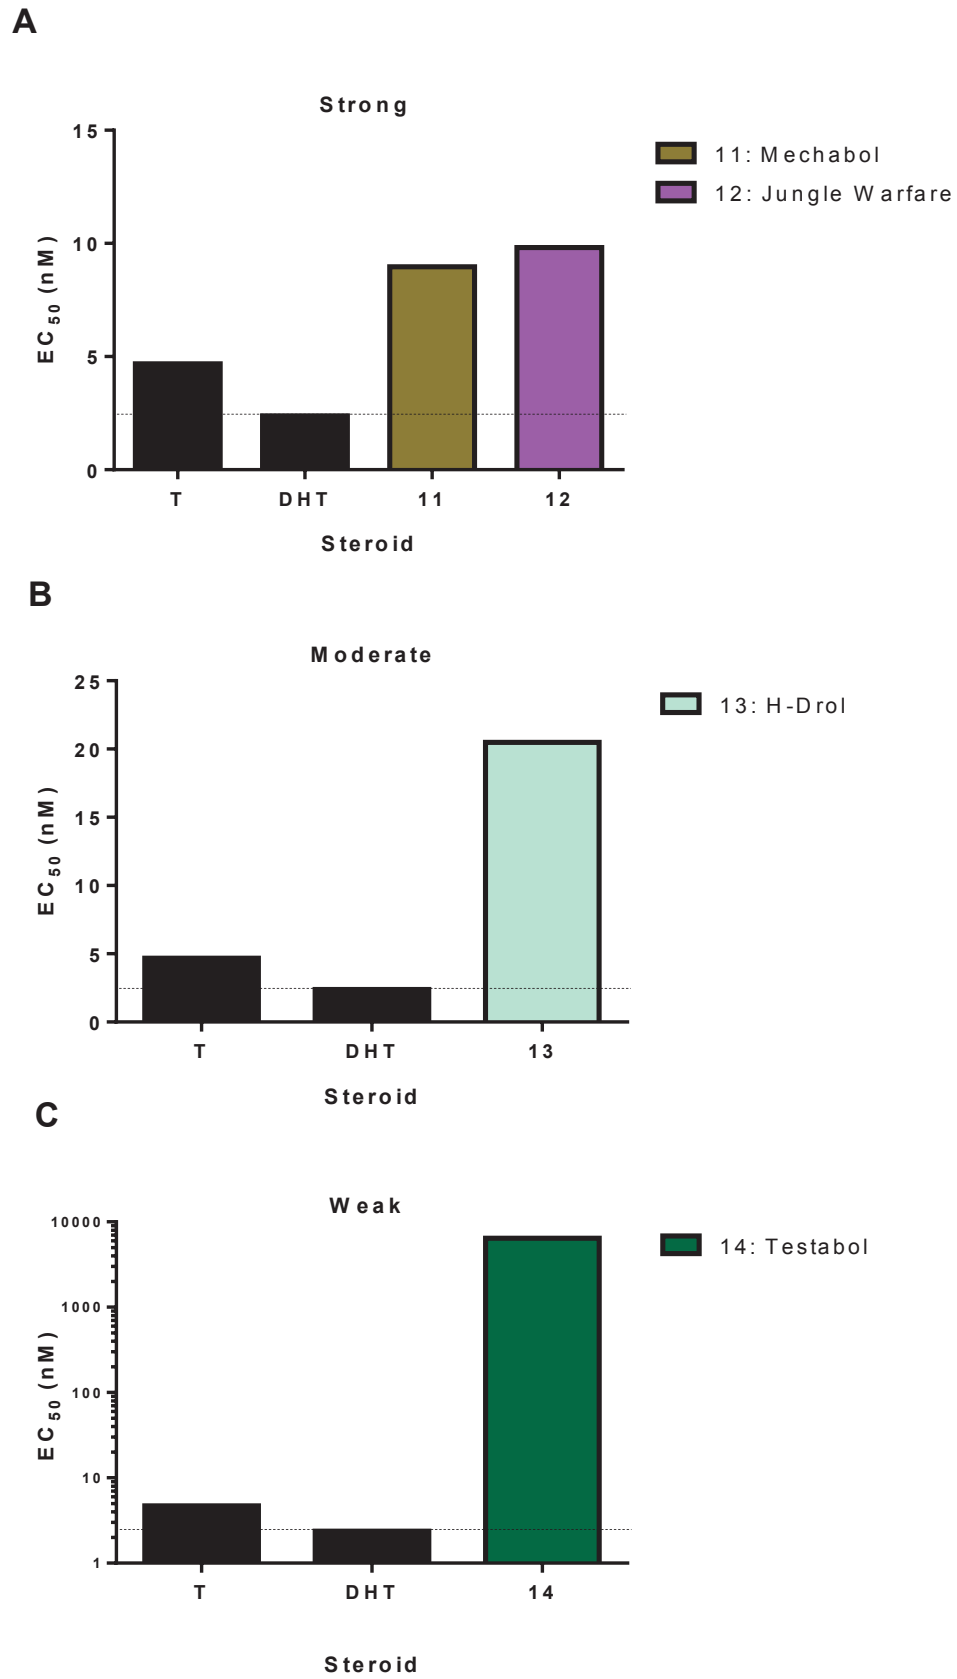 A
Strong
15
10
5
0
EC50 (nM)
T DHT 11 12
Steroid
11: Mechabol
12: Jungle Warfare
B
Moderate
25
20
15
10
5
0
EC50 (nM)
T DHT 13
Steroid
13: H-Drol
C
Weak
10000
1000
100
10
1
EC50 (nM)
T DHT 14
Steroid
14: Testabol